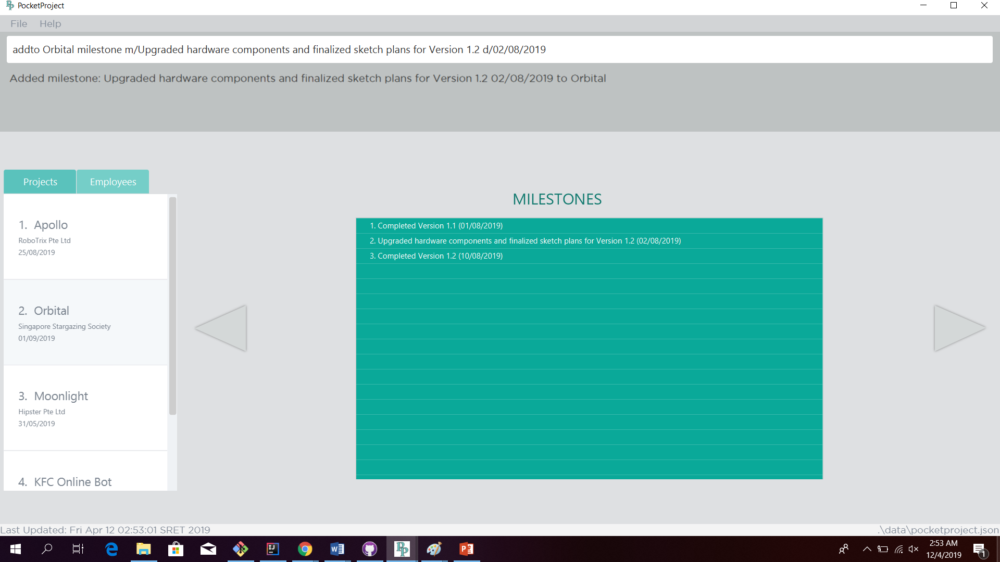 PocketProject
File Help
addto Orbital milestone m/Upgraded hardware components and finalized sketch plans for Version 1.2 d/02/08/2019
Added milestone: Upgraded hardware components and finalized sketch plans for Version 1.2 02/08/2019 to Orbital
Projects Employees
1. Apollo
RoboTrix Pte Ltd
25/08/2019
2. Orbital
Singapore Stargazing Society
01/09/2019
3. Moonlight
Hipster Pte Ltd
31/05/2019
4. KFC Online Bot
MILESTONES
1. Completed Version 1.1 (01/08/2019)
2. Upgraded hardware components and finalized sketch plans for Version 1.2 (02/08/2019)
3. Completed Version 1.2 (10/08/2019)
Last Updated: Fri Apr 12 02:53:01 SRET 2019
.\data\pocketproject.json
2:53 AM
12/4/2019
1